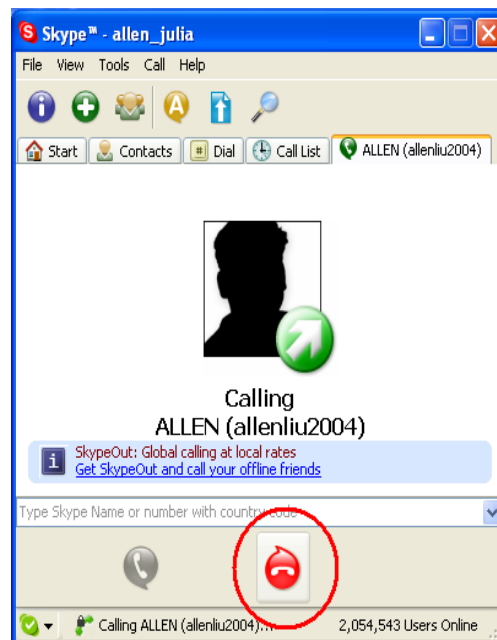 Skype™ - allen_julia
File View Tools Call Help
Start Contacts Dial Call List ALLEN (allenliu2004)
Calling
ALLEN (allenliu2004)
SkypeOut: Global calling at local rates
Get SkypeOut and call your offline friends
Type Skype Name or number with country code
Calling ALLEN (allenliu2004)... 2,054,543 Users Online